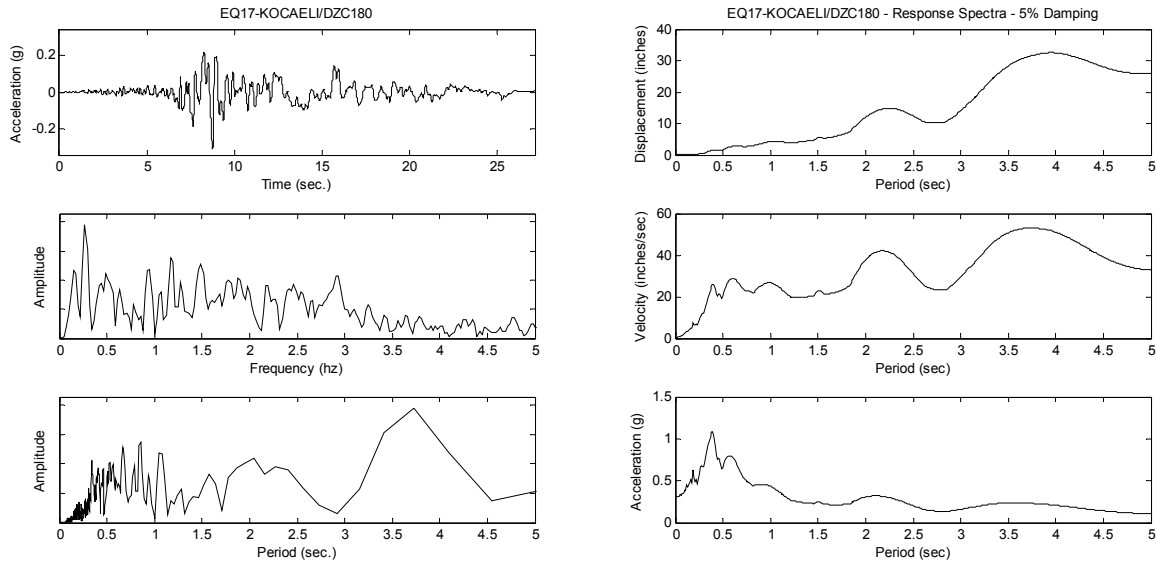 EQ17-KOCAELI/DZC180
Acceleration (g)
0.2
0
-0.2
0 5 10 15 20 25
Time (sec.)
Amplitude
0 0.5 1 1.5 2 2.5 3 3.5 4 4.5 5
Frequency (hz)
Amplitude
0 0.5 1 1.5 2 2.5 3 3.5 4 4.5 5
Period (sec.)
EQ17-KOCAELI/DZC180 - Response Spectra - 5% Damping
Displacement (inches)
40
30
20
10
0
0 0.5 1 1.5 2 2.5 3 3.5 4 4.5 5
Period (sec)
Velocity (inches/sec)
60
40
20
0
0 0.5 1 1.5 2 2.5 3 3.5 4 4.5 5
Period (sec)
Acceleration (g)
1.5
1
0.5
0
0 0.5 1 1.5 2 2.5 3 3.5 4 4.5 5
Period (sec)